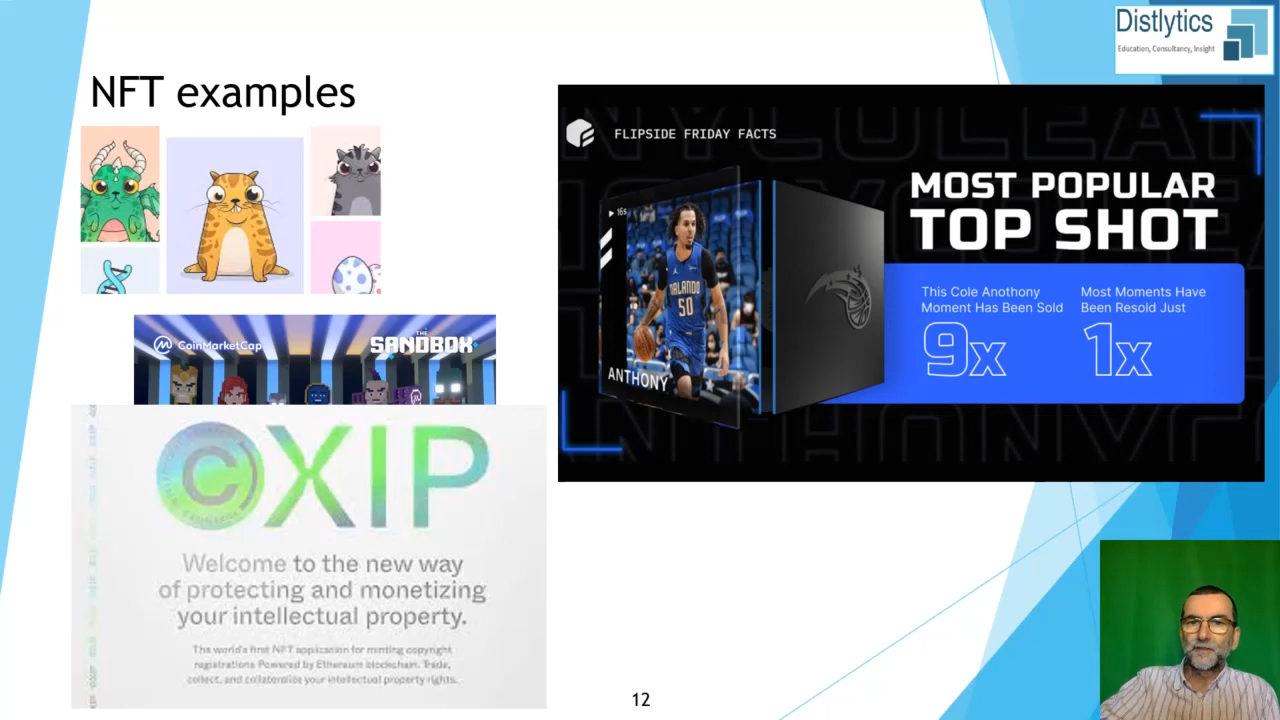 Distlytics
Education, Consultancy, Insight
NFT examples
FLIPSIDE FRIDAY FACTS
MOST POPULAR
TOP SHOT
16s
ORLANDO
50
ANTHONY
This Cole Anothony
Moment Has Been Sold
9x
Most Moments Have
Been Resold Just
1x
CoinMarketCap
THE
SANDBOX
CXIP
Welcome to the new way
of protecting and monetizing
your intellectual property.
The world's first NFT application for minting copyright
registrations Powered by Ethereum blockchain. Trade,
collect, and collateralize your intellectual property rights.
12